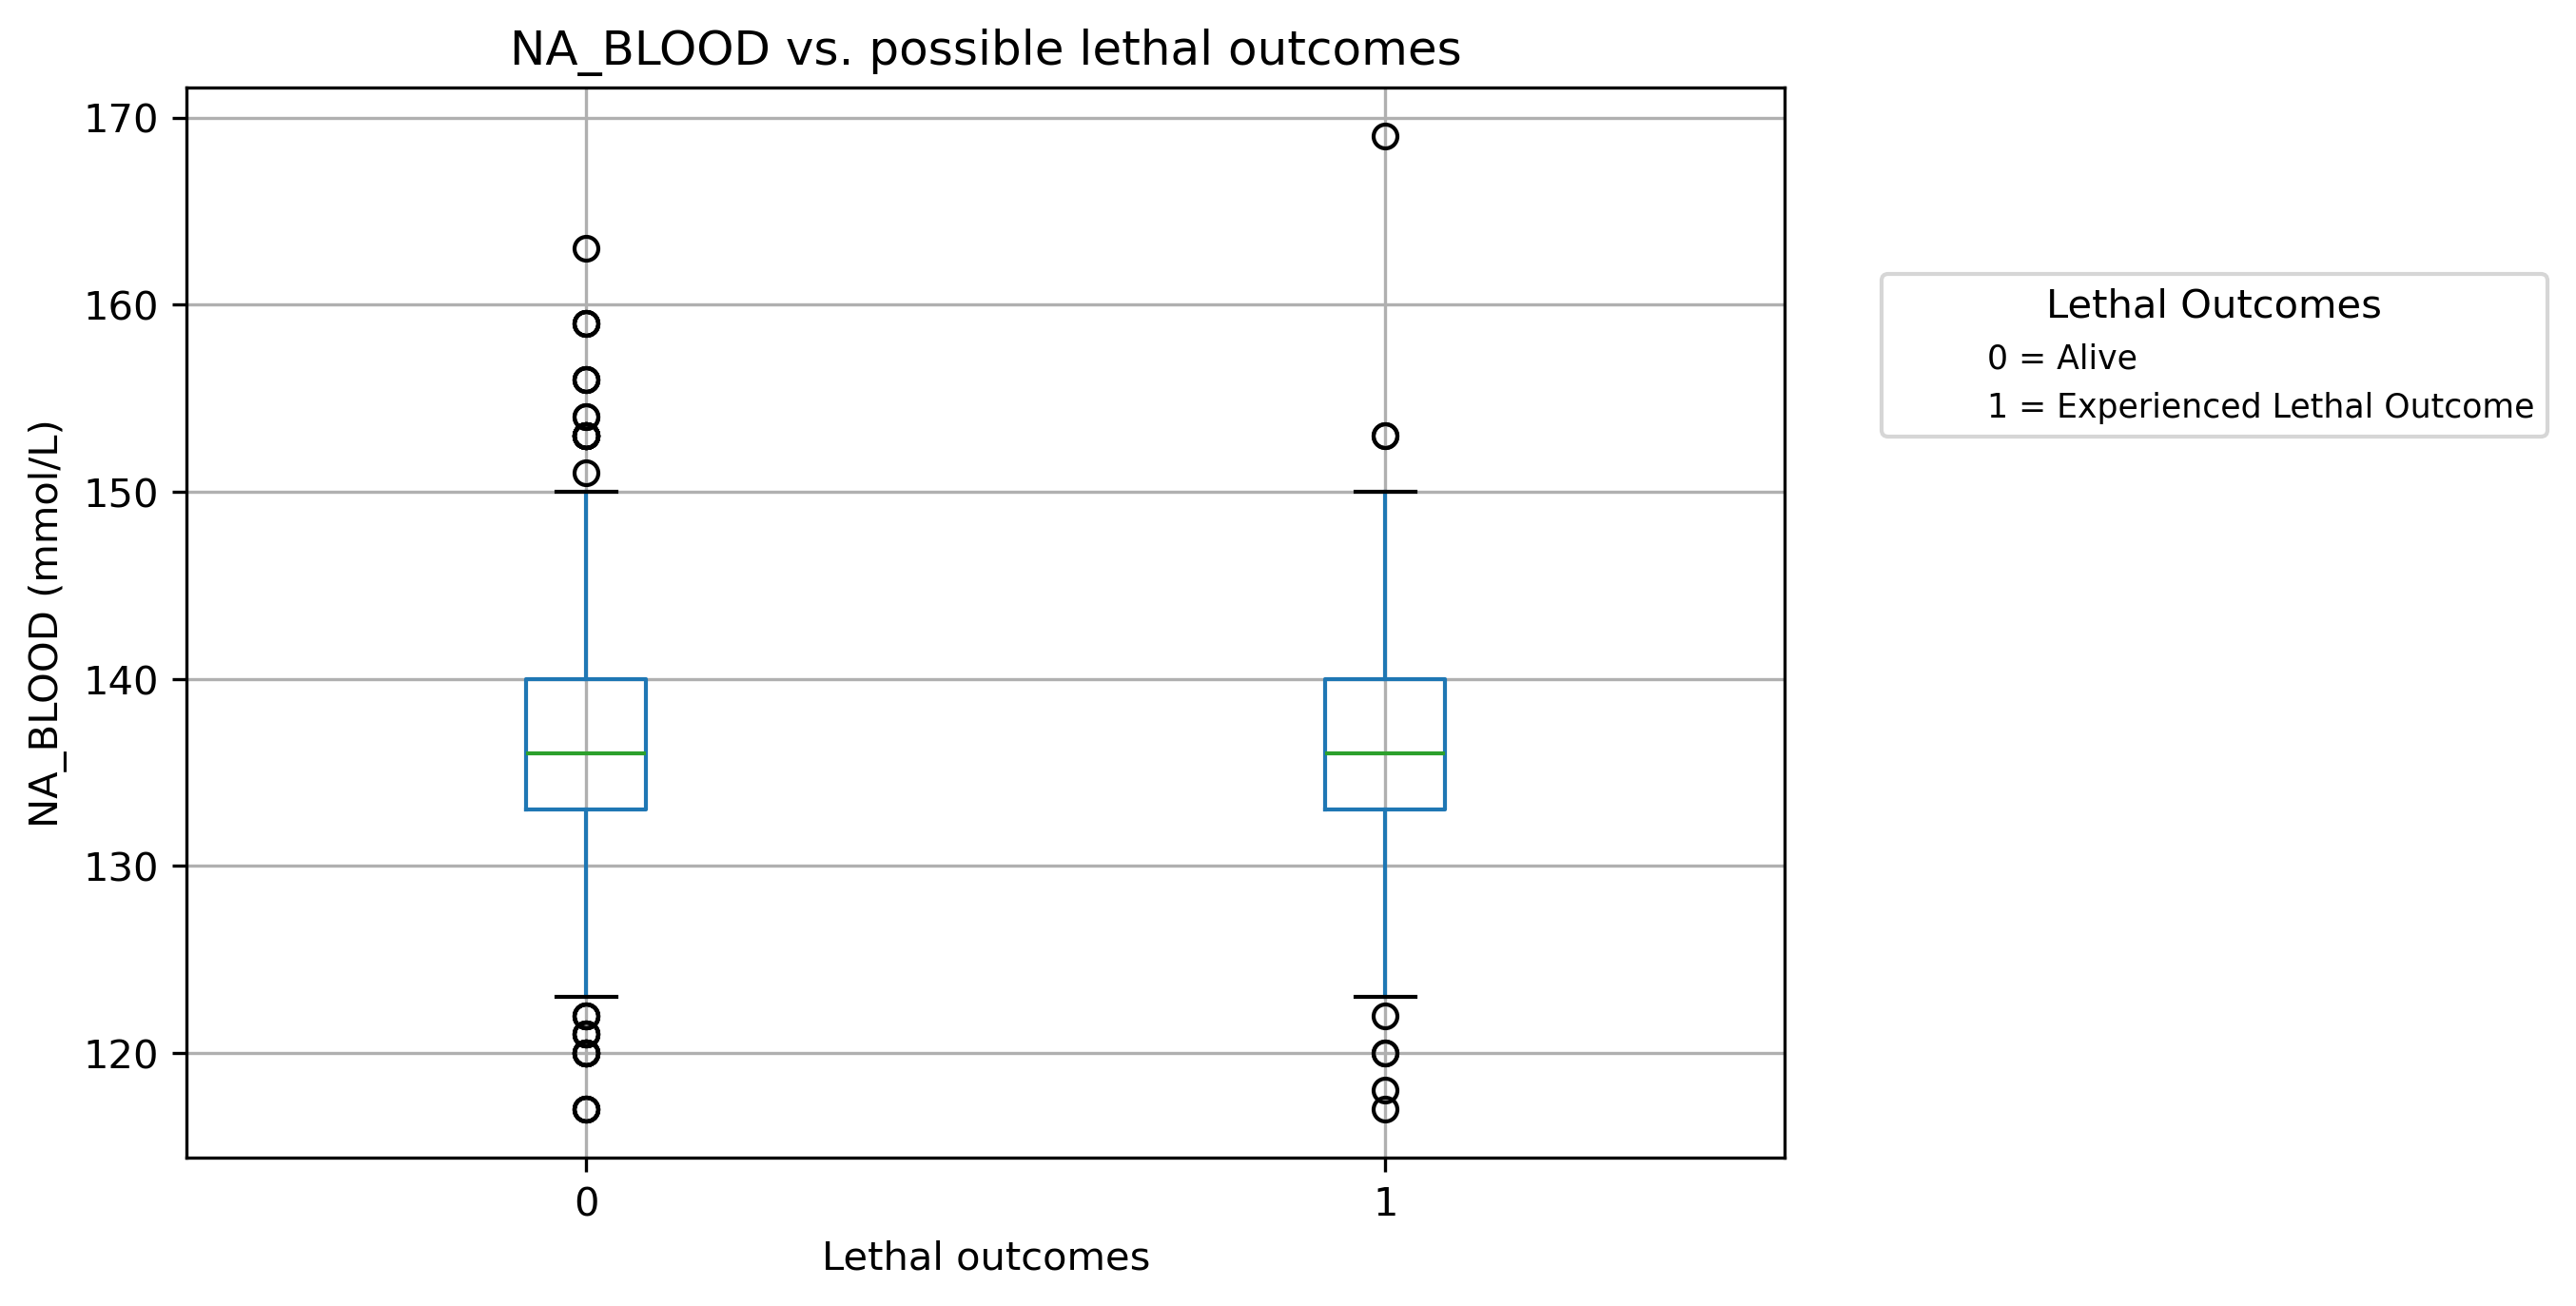 NA_BLOOD vs. possible lethal outcomes
NA_BLOOD (mmol/L)
170
160
150
140
130
120
0
1
Lethal outcomes
Lethal Outcomes
0 = Alive
1 = Experienced Lethal Outcome